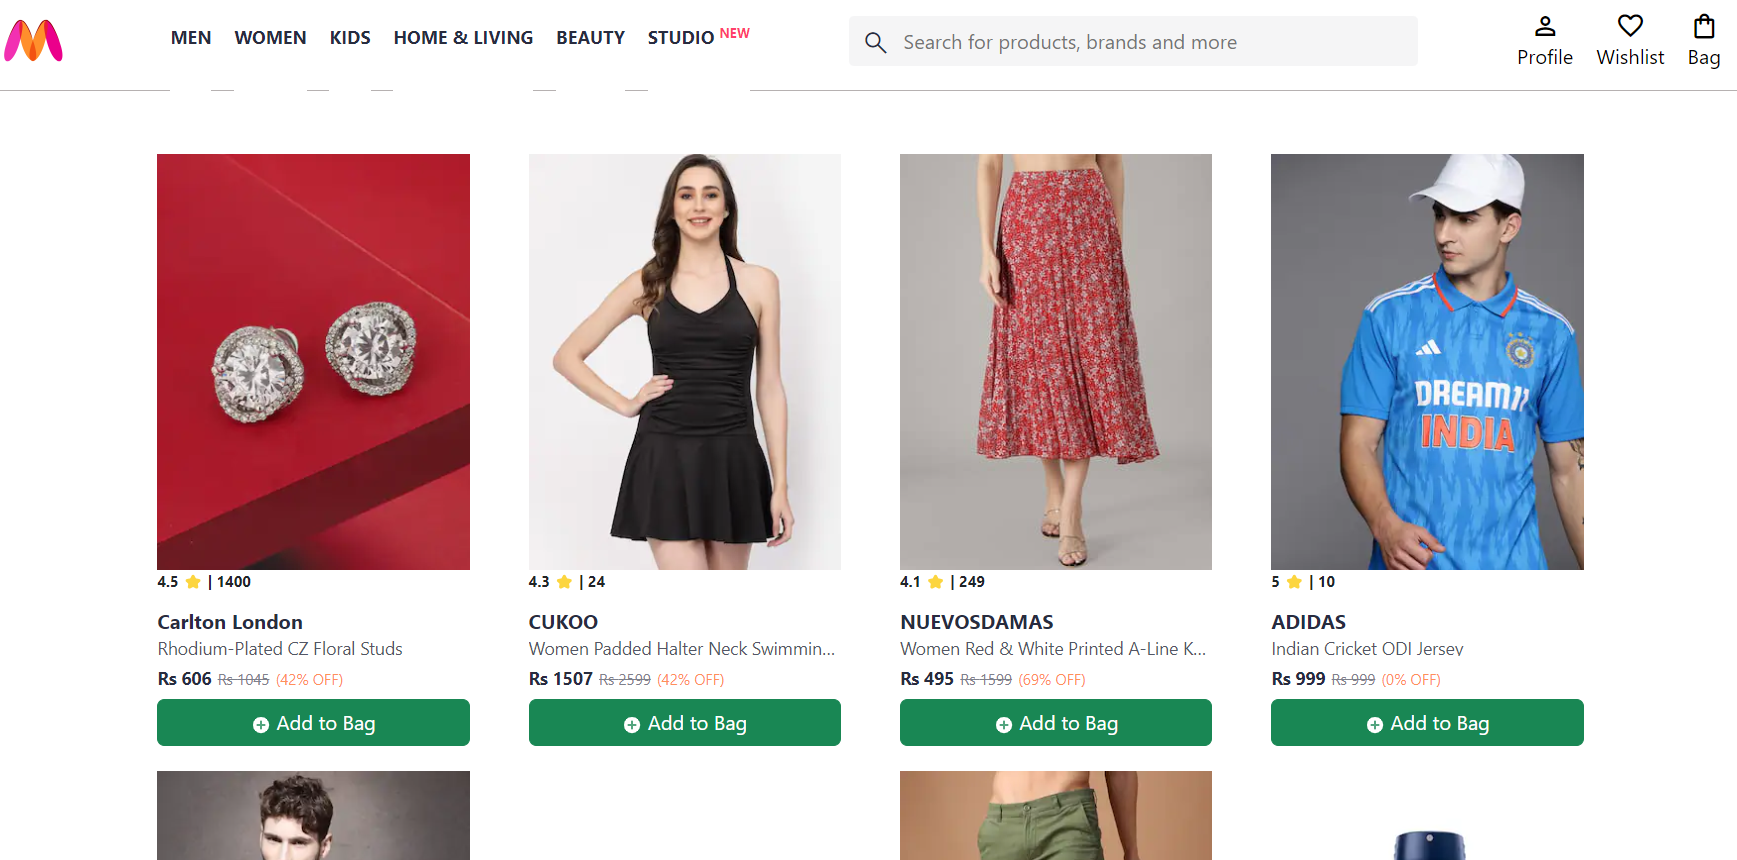 MEN WOMEN KIDS HOME & LIVING BEAUTY STUDIO NEW
Search for products, brands and more
Profile Wishlist Bag
DREAM11
INDIA
4.5 | 1400
Carlton London
Rhodium-Plated CZ Floral Studs
Rs 606 Rs 1045 (42% OFF)
Add to Bag
4.3 | 24
CUKOO
Women Padded Halter Neck Swimmin...
Rs 1507 Rs 2599 (42% OFF)
Add to Bag
4.1 | 249
NUEVOSDAMAS
Women Red & White Printed A-Line K...
Rs 495 Rs 1599 (69% OFF)
Add to Bag
5 | 10
ADIDAS
Indian Cricket ODI Jersey
Rs 999 Rs 999 (0% OFF)
Add to Bag